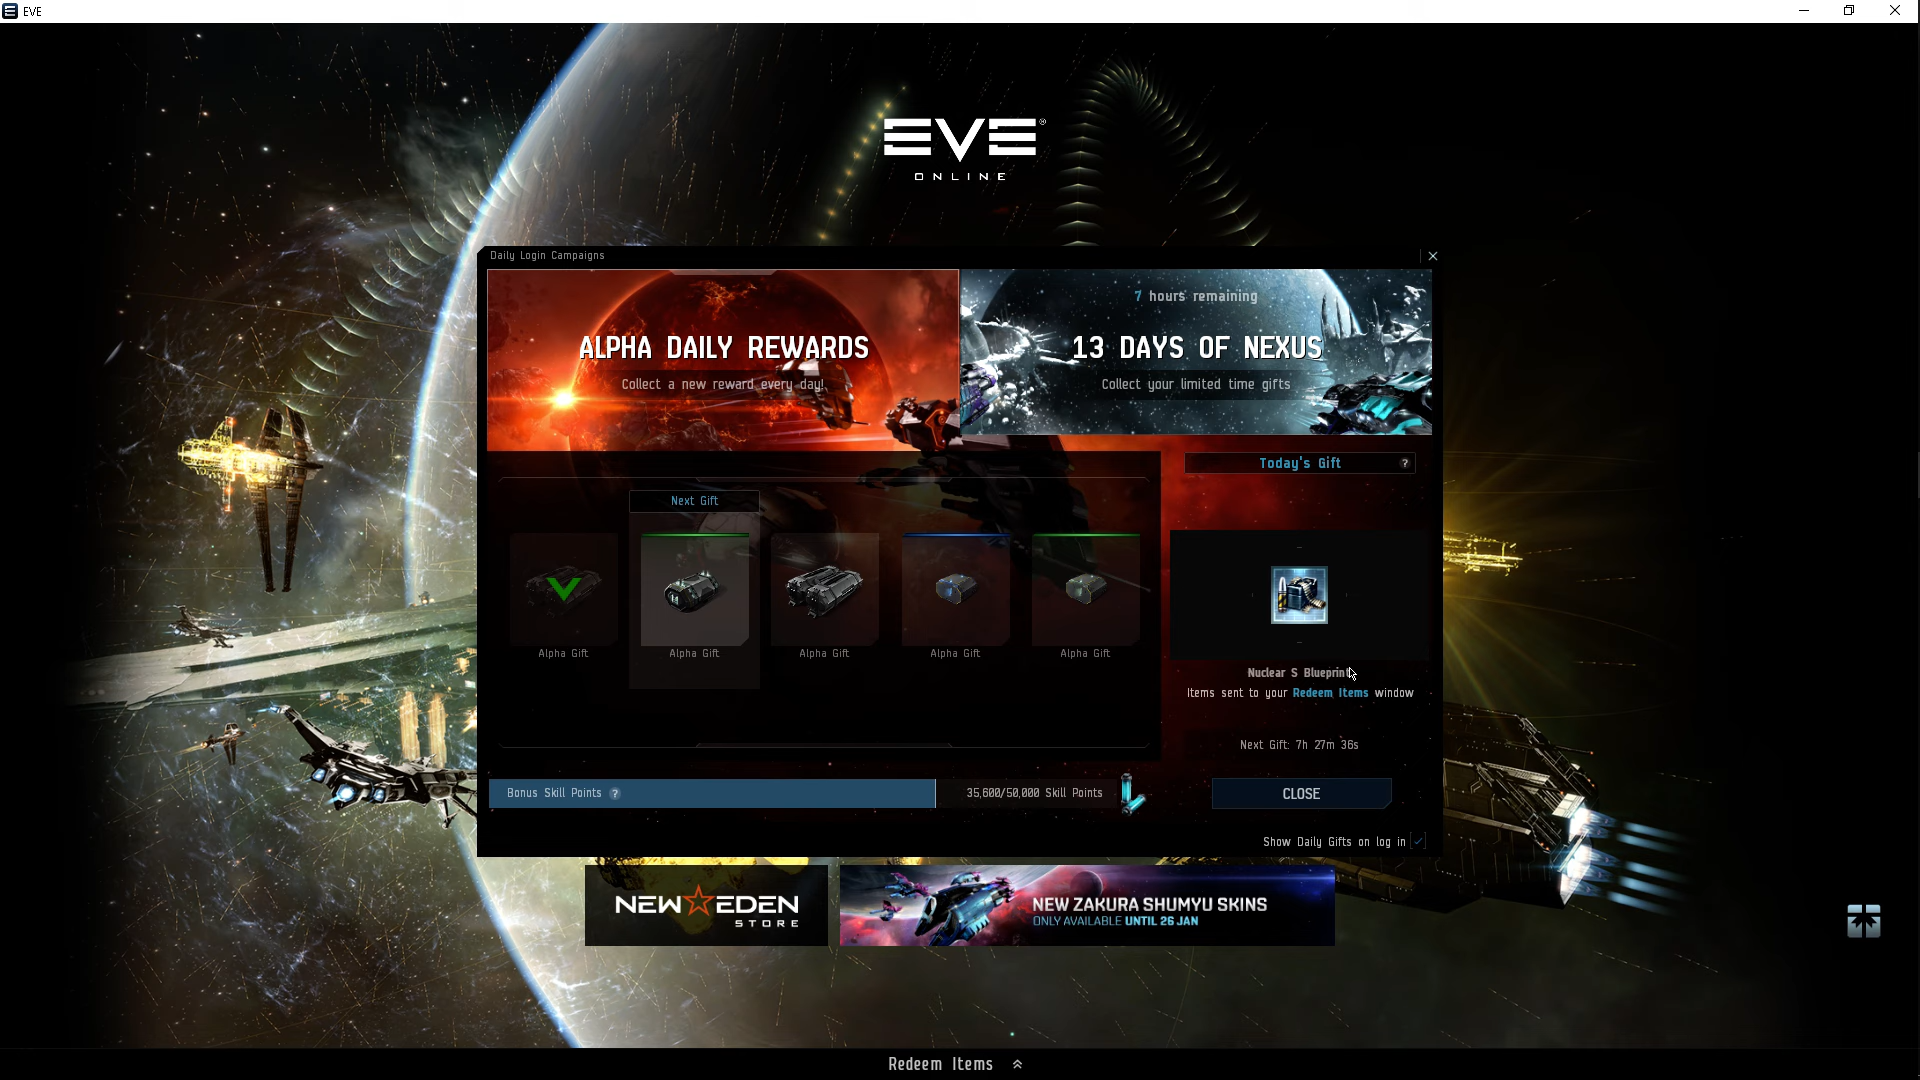 EVE
EVE
ONLINE
Daily Login Campaigns
7 hours remaining
ALPHA DAILY REWARDS
Collect a new reward every day!
13 DAYS OF NEXUS
Collect your limited time gifts
Today's Gift ?
Next Gift
Alpha Gift
Alpha Gift
Alpha Gift
Alpha Gift
Alpha Gift
Nuclear S Blueprint
Items sent to your Redeem Items window
Next Gift: 7h 27m 36s
Bonus Skill Points ?
35,600/50,000 Skill Points
CLOSE
Show Daily Gifts on log in
NEW EDEN
STORE
NEW ZAKURA SHUMYU SKINS
ONLY AVAILABLE UNTIL 26 JAN
Redeem Items